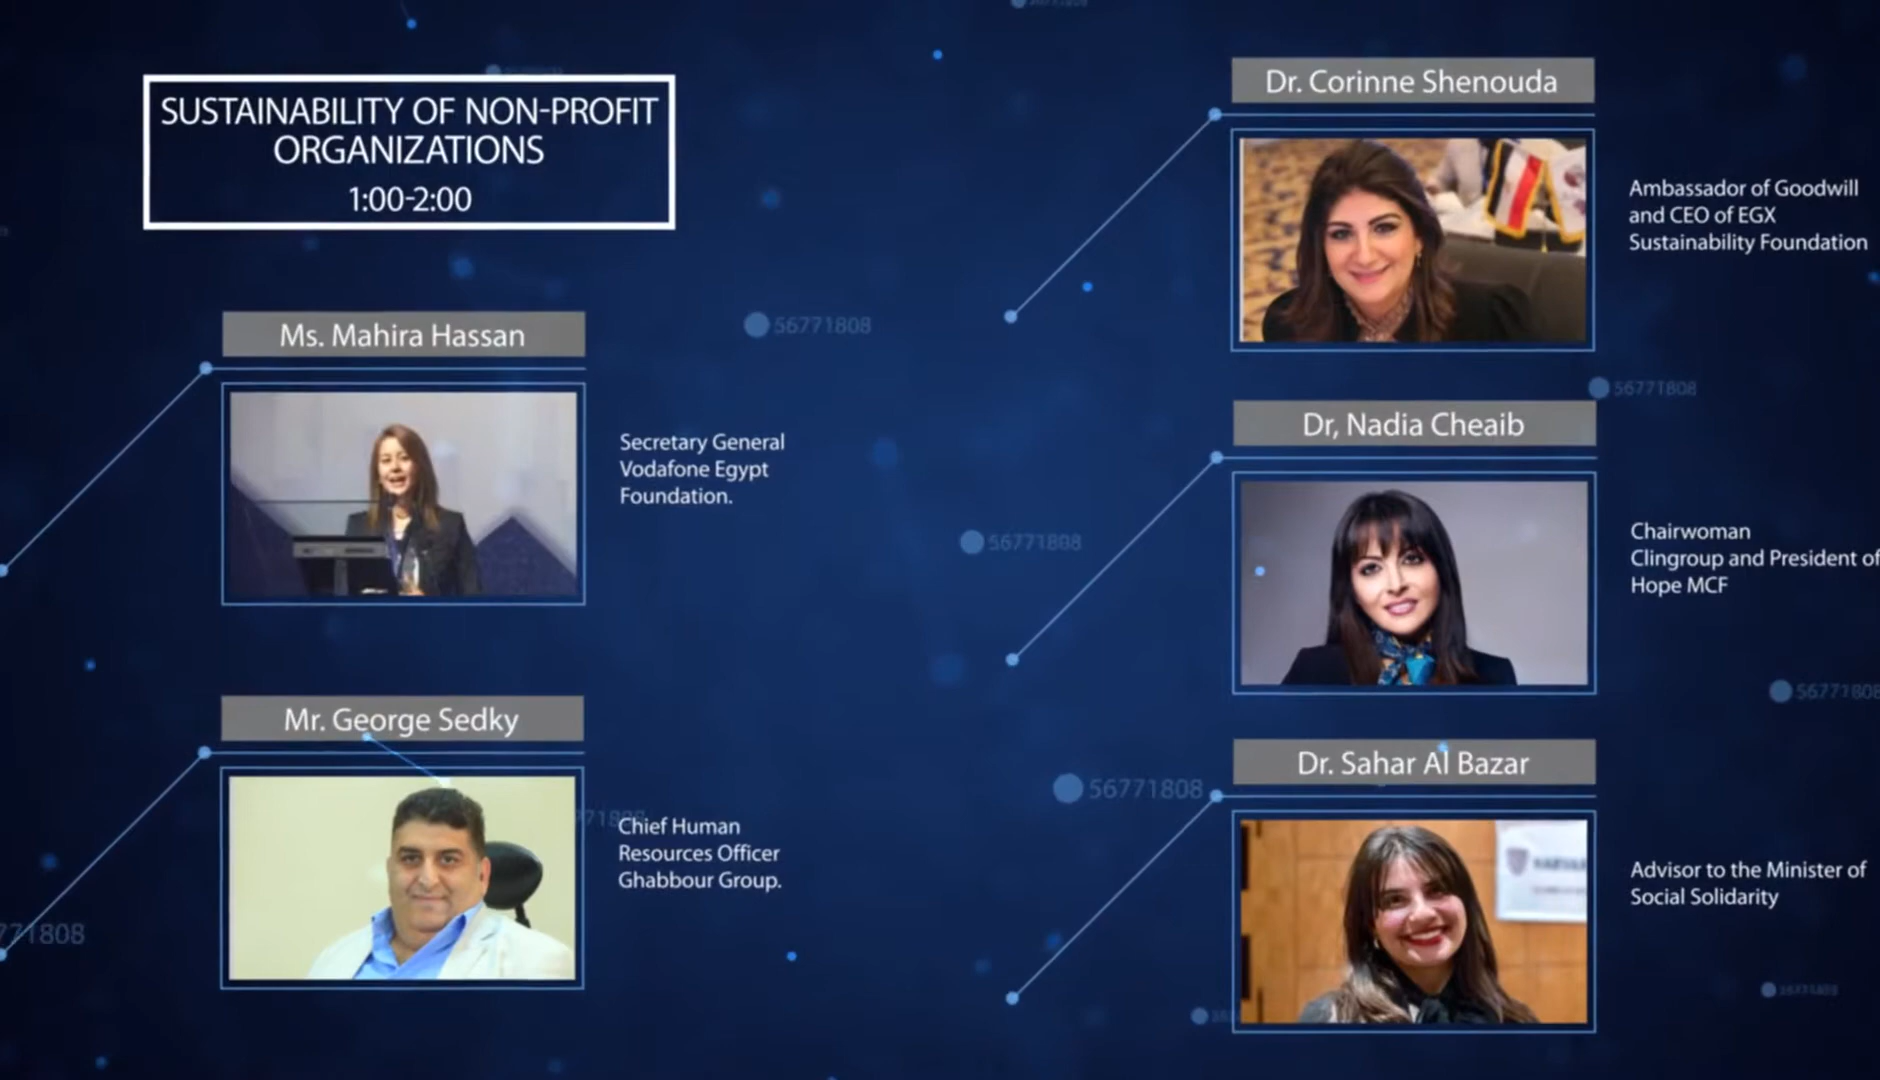 SUSTAINABILITY OF NON-PROFIT
ORGANIZATIONS
1:00-2:00
Ms. Mahira Hassan
Secretary General
Vodafone Egypt
Foundation.
Mr. George Sedky
Chief Human
Resources Officer
Ghabbour Group.
Dr. Corinne Shenouda
Ambassador of Goodwill
and CEO of EGX
Sustainability Foundation
Dr, Nadia Cheaib
Chairwoman
Clingroup and President of
Hope MCF
Dr. Sahar Al Bazar
Advisor to the Minister of
Social Solidarity
56771808
56771808
56771808
56771808
56771808
771808